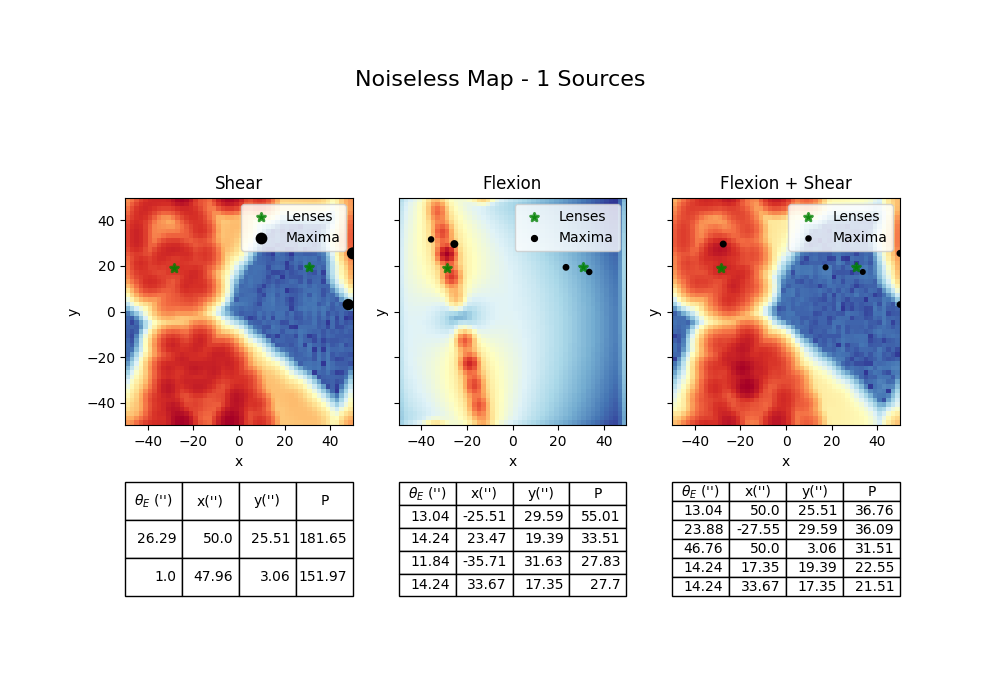 Noiseless Map - 1 Sources
Shear
Flexion
Flexion + Shear
Lenses
Maxima
Lenses
Maxima
Lenses
Maxima
y
40
20
0
−20
−40
−40 −20 0 20 40
x
y
−40 −20 0 20 40
x
y
−40 −20 0 20 40
x
θE ('') x('') y('') P
26.29 50.0 25.51 181.65
1.0 47.96 3.06 151.97
θE ('') x('') y('') P
13.04 -25.51 29.59 55.01
14.24 23.47 19.39 33.51
11.84 -35.71 31.63 27.83
14.24 33.67 17.35 27.7
θE ('') x('') y('') P
13.04 50.0 25.51 36.76
23.88 -27.55 29.59 36.09
46.76 50.0 3.06 31.51
14.24 17.35 19.39 22.55
14.24 33.67 17.35 21.51